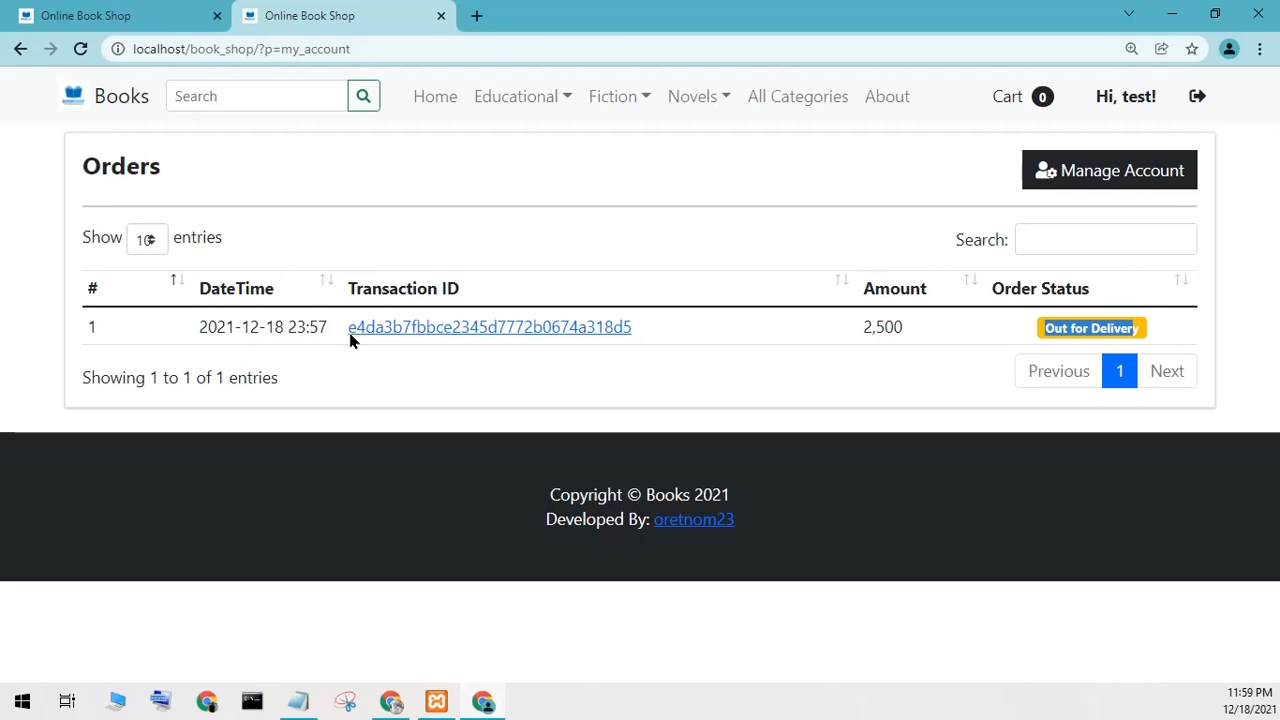 Online Book Shop
Online Book Shop
localhost/book_shop/?p=my_account
Books
Search
Home
Educational
Fiction
Novels
All Categories
About
Cart 0
Hi, test!
Orders
Manage Account
Show 10 entries
Search:
# DateTime Transaction ID Amount Order Status
1 2021-12-18 23:57 e4da3b7fbbce2345d7772b0674a318d5 2,500 Out for Delivery
Showing 1 to 1 of 1 entries
Previous 1 Next
Copyright © Books 2021
Developed By: oretnom23
11:59 PM
12/18/2021